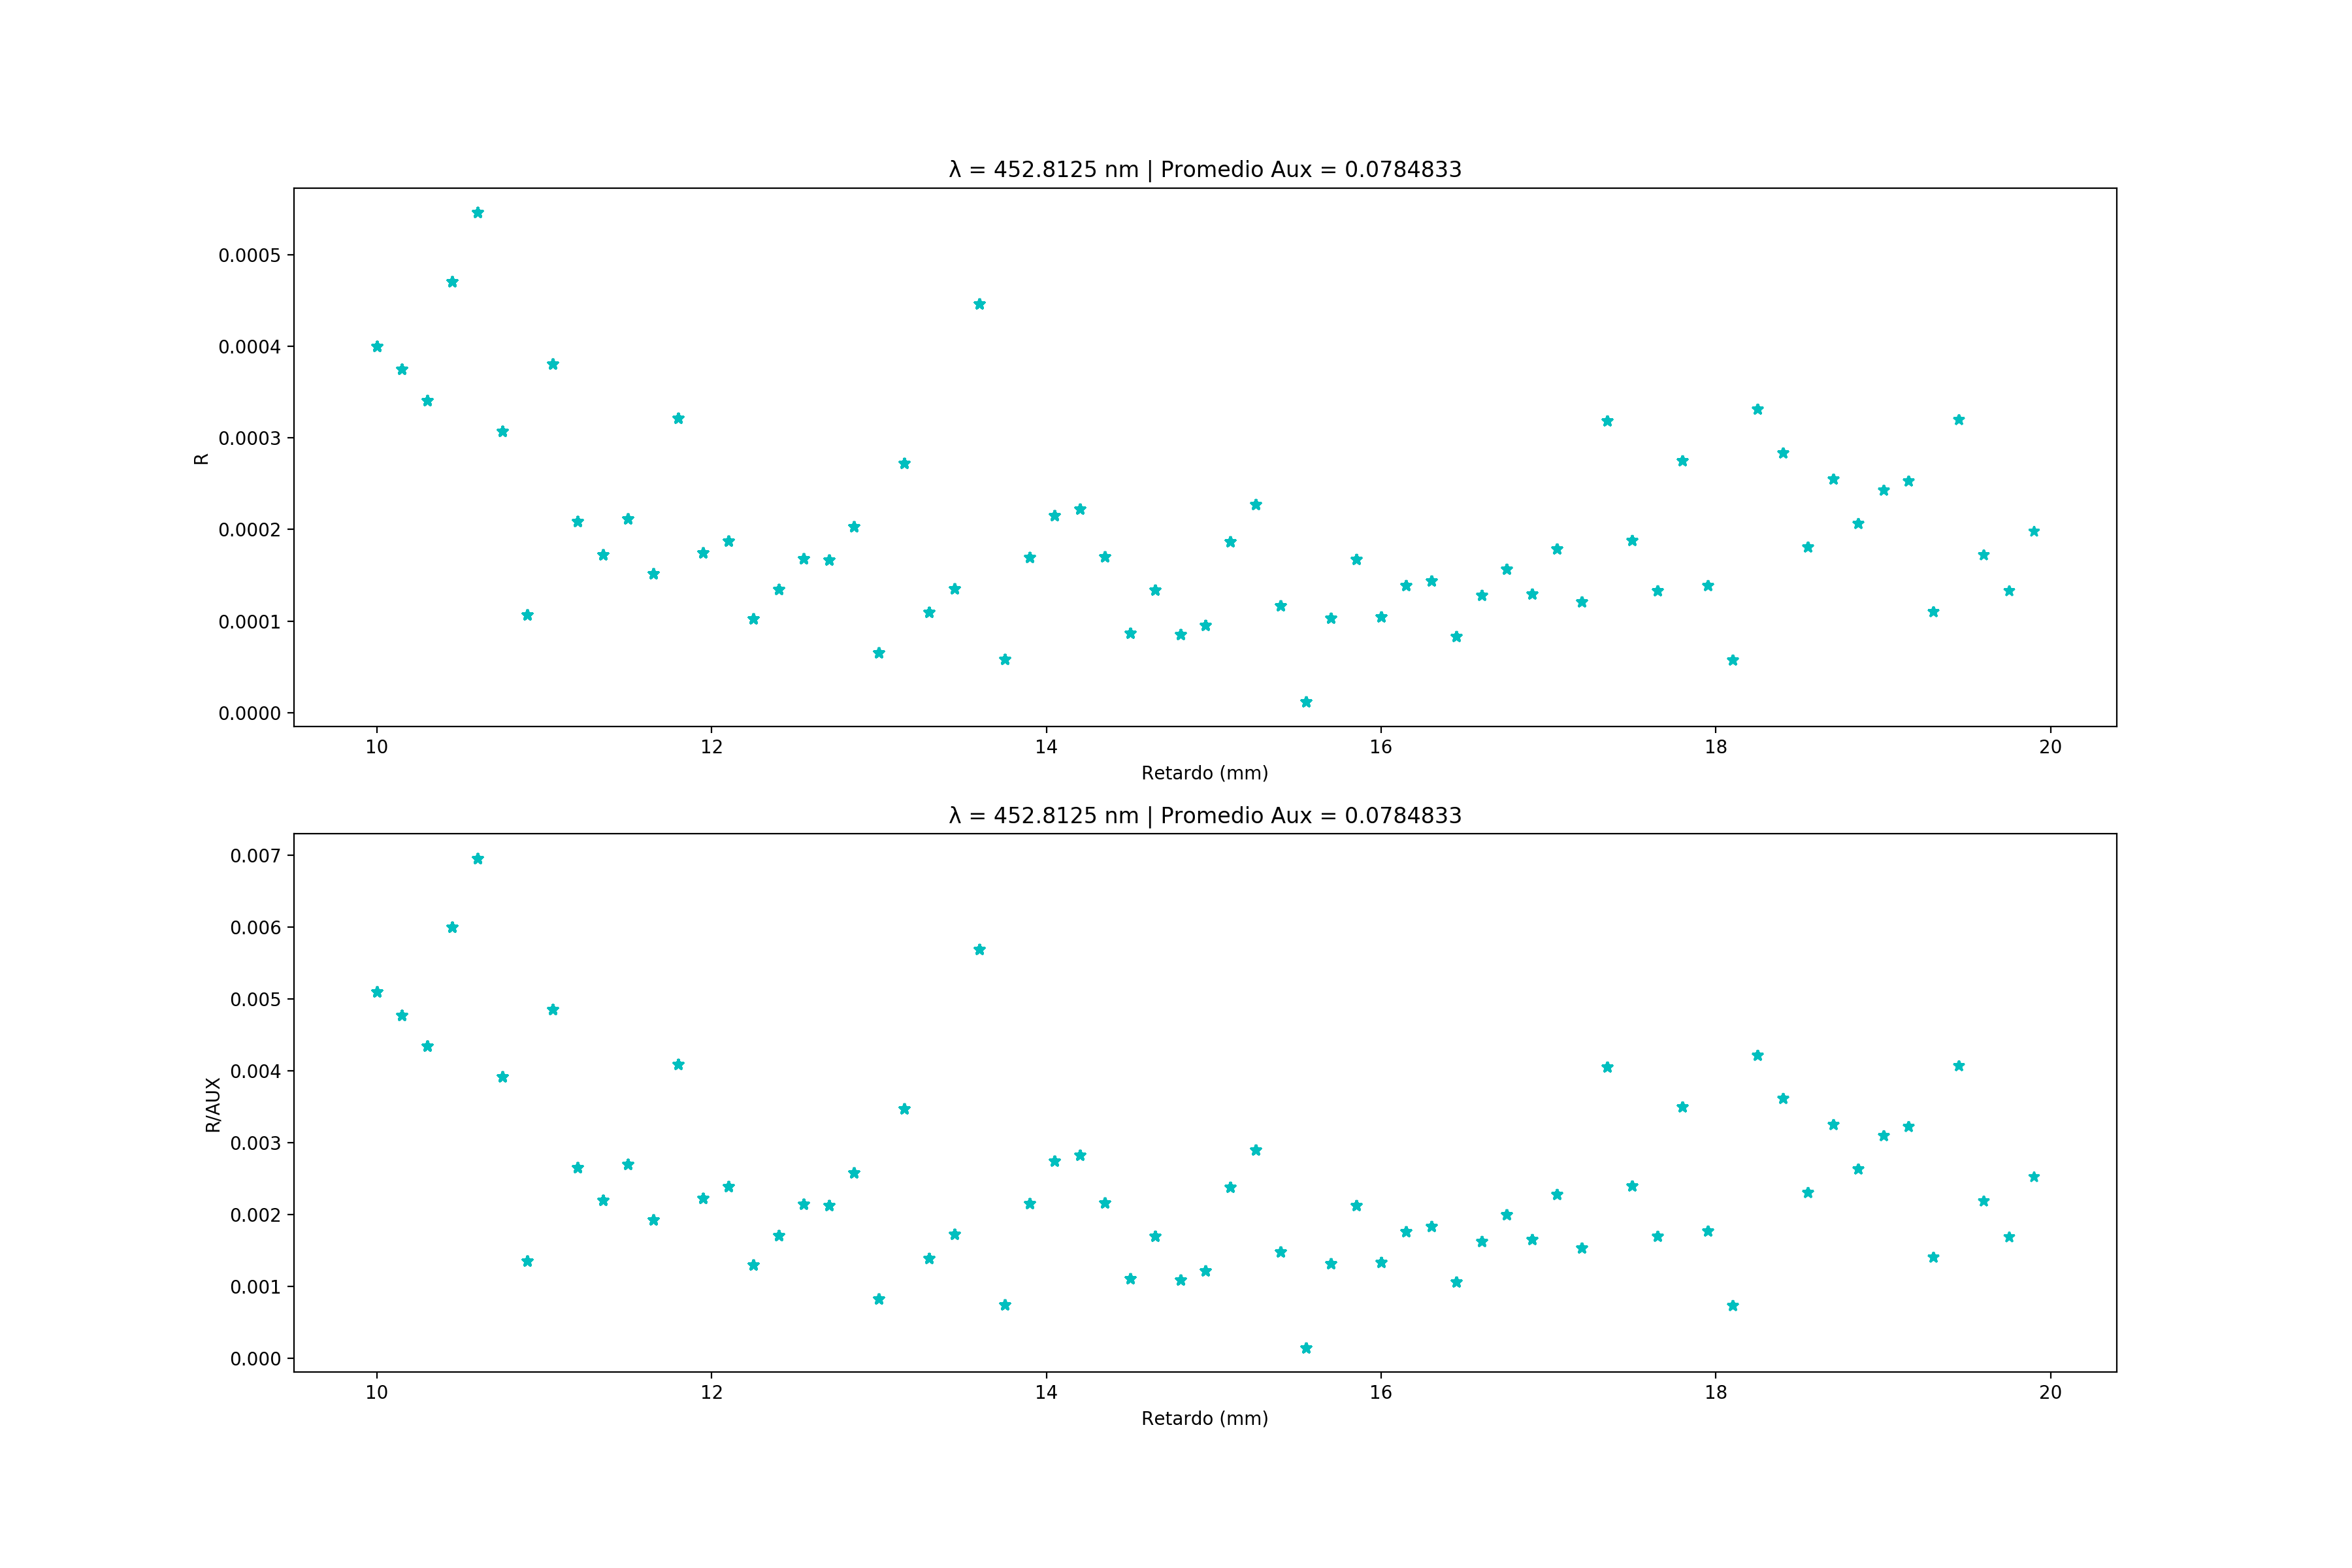 λ = 452.8125 nm | Promedio Aux = 0.0784833
0.0005
0.0004
0.0003
0.0002
0.0001
0.0000
R
10 12 14 16 18 20
Retardo (mm)
λ = 452.8125 nm | Promedio Aux = 0.0784833
0.007
0.006
0.005
0.004
0.003
0.002
0.001
0.000
R/AUX
10 12 14 16 18 20
Retardo (mm)